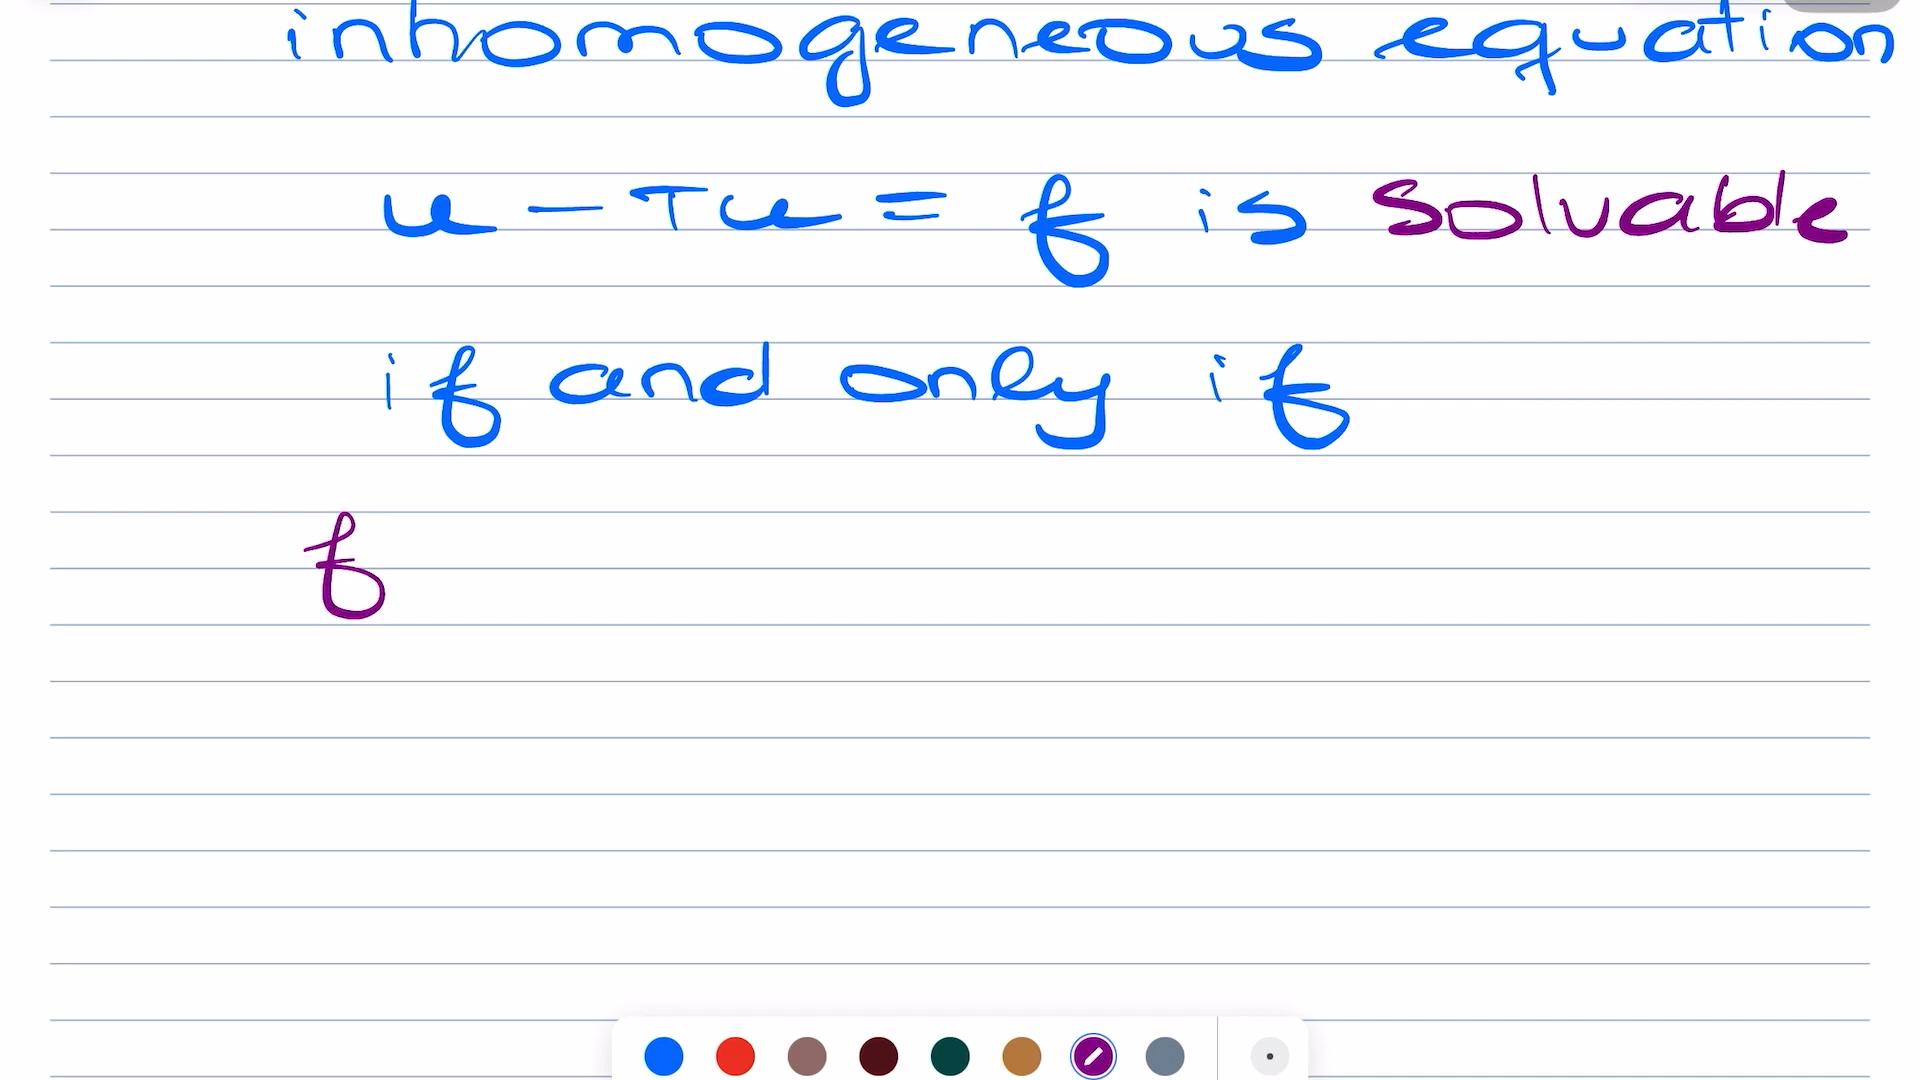 inhomogeneous equation
u - Tu = f is solvable
if and only if
f